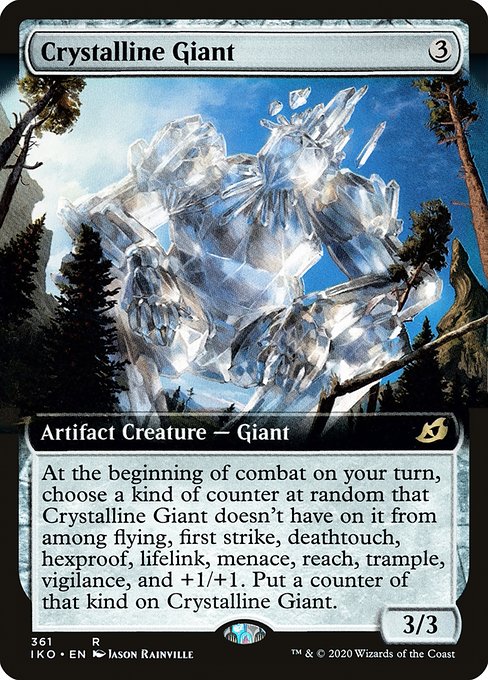 Crystalline Giant 3
Artifact Creature — Giant
At the beginning of combat on your turn,
choose a kind of counter at random that
Crystalline Giant doesn't have on it from
among flying, first strike, deathtouch,
hexproof, lifelink, menace, reach, trample,
vigilance, and +1/+1. Put a counter of
that kind on Crystalline Giant.
3/3
361 R
IKO • EN Jason Rainville
™ & © 2020 Wizards of the Coast